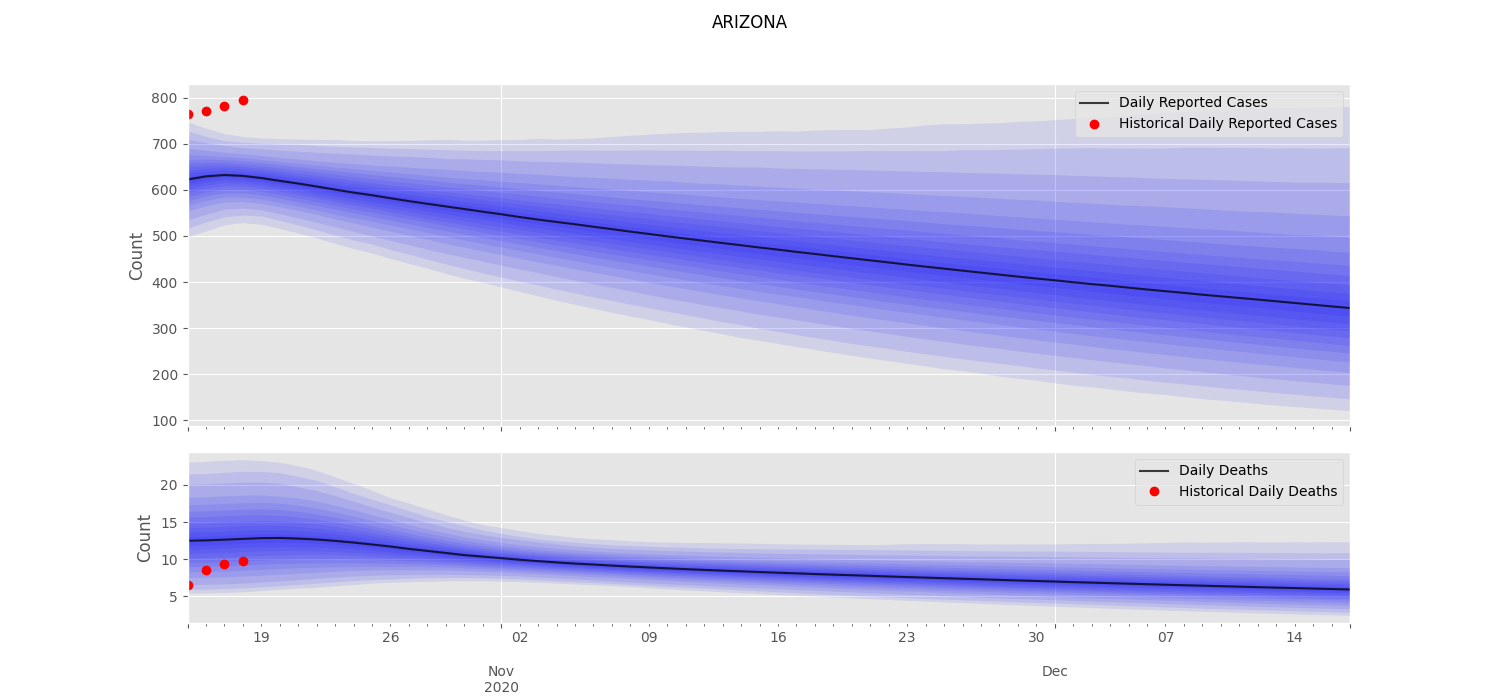 ARIZONA
800
700
600
500
400
300
200
100
Count
Daily Reported Cases
Historical Daily Reported Cases
20
15
10
5
Count
Daily Deaths
Historical Daily Deaths
19 26 02 09 16 23 30 07 14
Nov Dec
2020